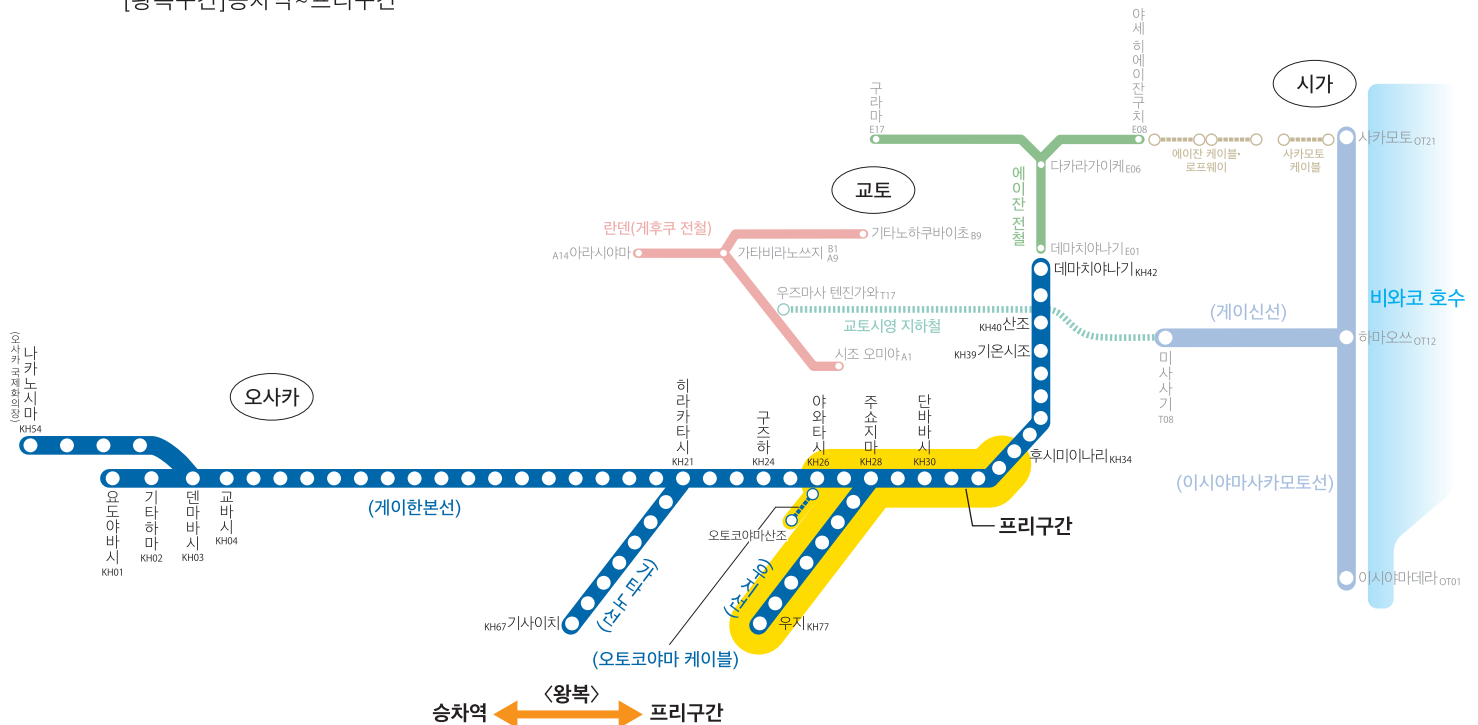 [왕복구간]승차역~프리구간
야세 히에이잔구치
E08
시가
구라마
E17
사카모토 OT21
에이잔 케이블·
로프웨이
사카모토
케이블
다카라가이케 E06
에이잔 전철
교토
란덴(게후쿠 전철)
기타노하쿠바이초 B9
A14 아라시야마
가타비라노쓰지 B1
A9
데마치야나기 E01
데마치야나기 KH42
우즈마사 텐진가와 T17
교토시영 지하철
비와코 호수
(게이신선)
KH40 산조
KH39 기온시조
하마오쓰 OT12
시조 오미야 A1
미사사기
T08
(오사카 국제회의장)
나카노시마
KH54
오사카
히라카타시
KH21
구즈하
KH24
야와타시
KH26
주쇼지마
KH28
단바바시
KH30
후시미이나리 KH34
(이시야마사카모토선)
요도야바시
KH01
기타하마
KH02
덴마바시
KH03
교바시
KH04
(게이한본선)
프리구간
오토코야마산조
(가타노선)
(우지선)
이시야마데라 OT01
KH67 기사이치
우지 KH77
(오토코야마 케이블)
〈왕복〉
승차역
프리구간